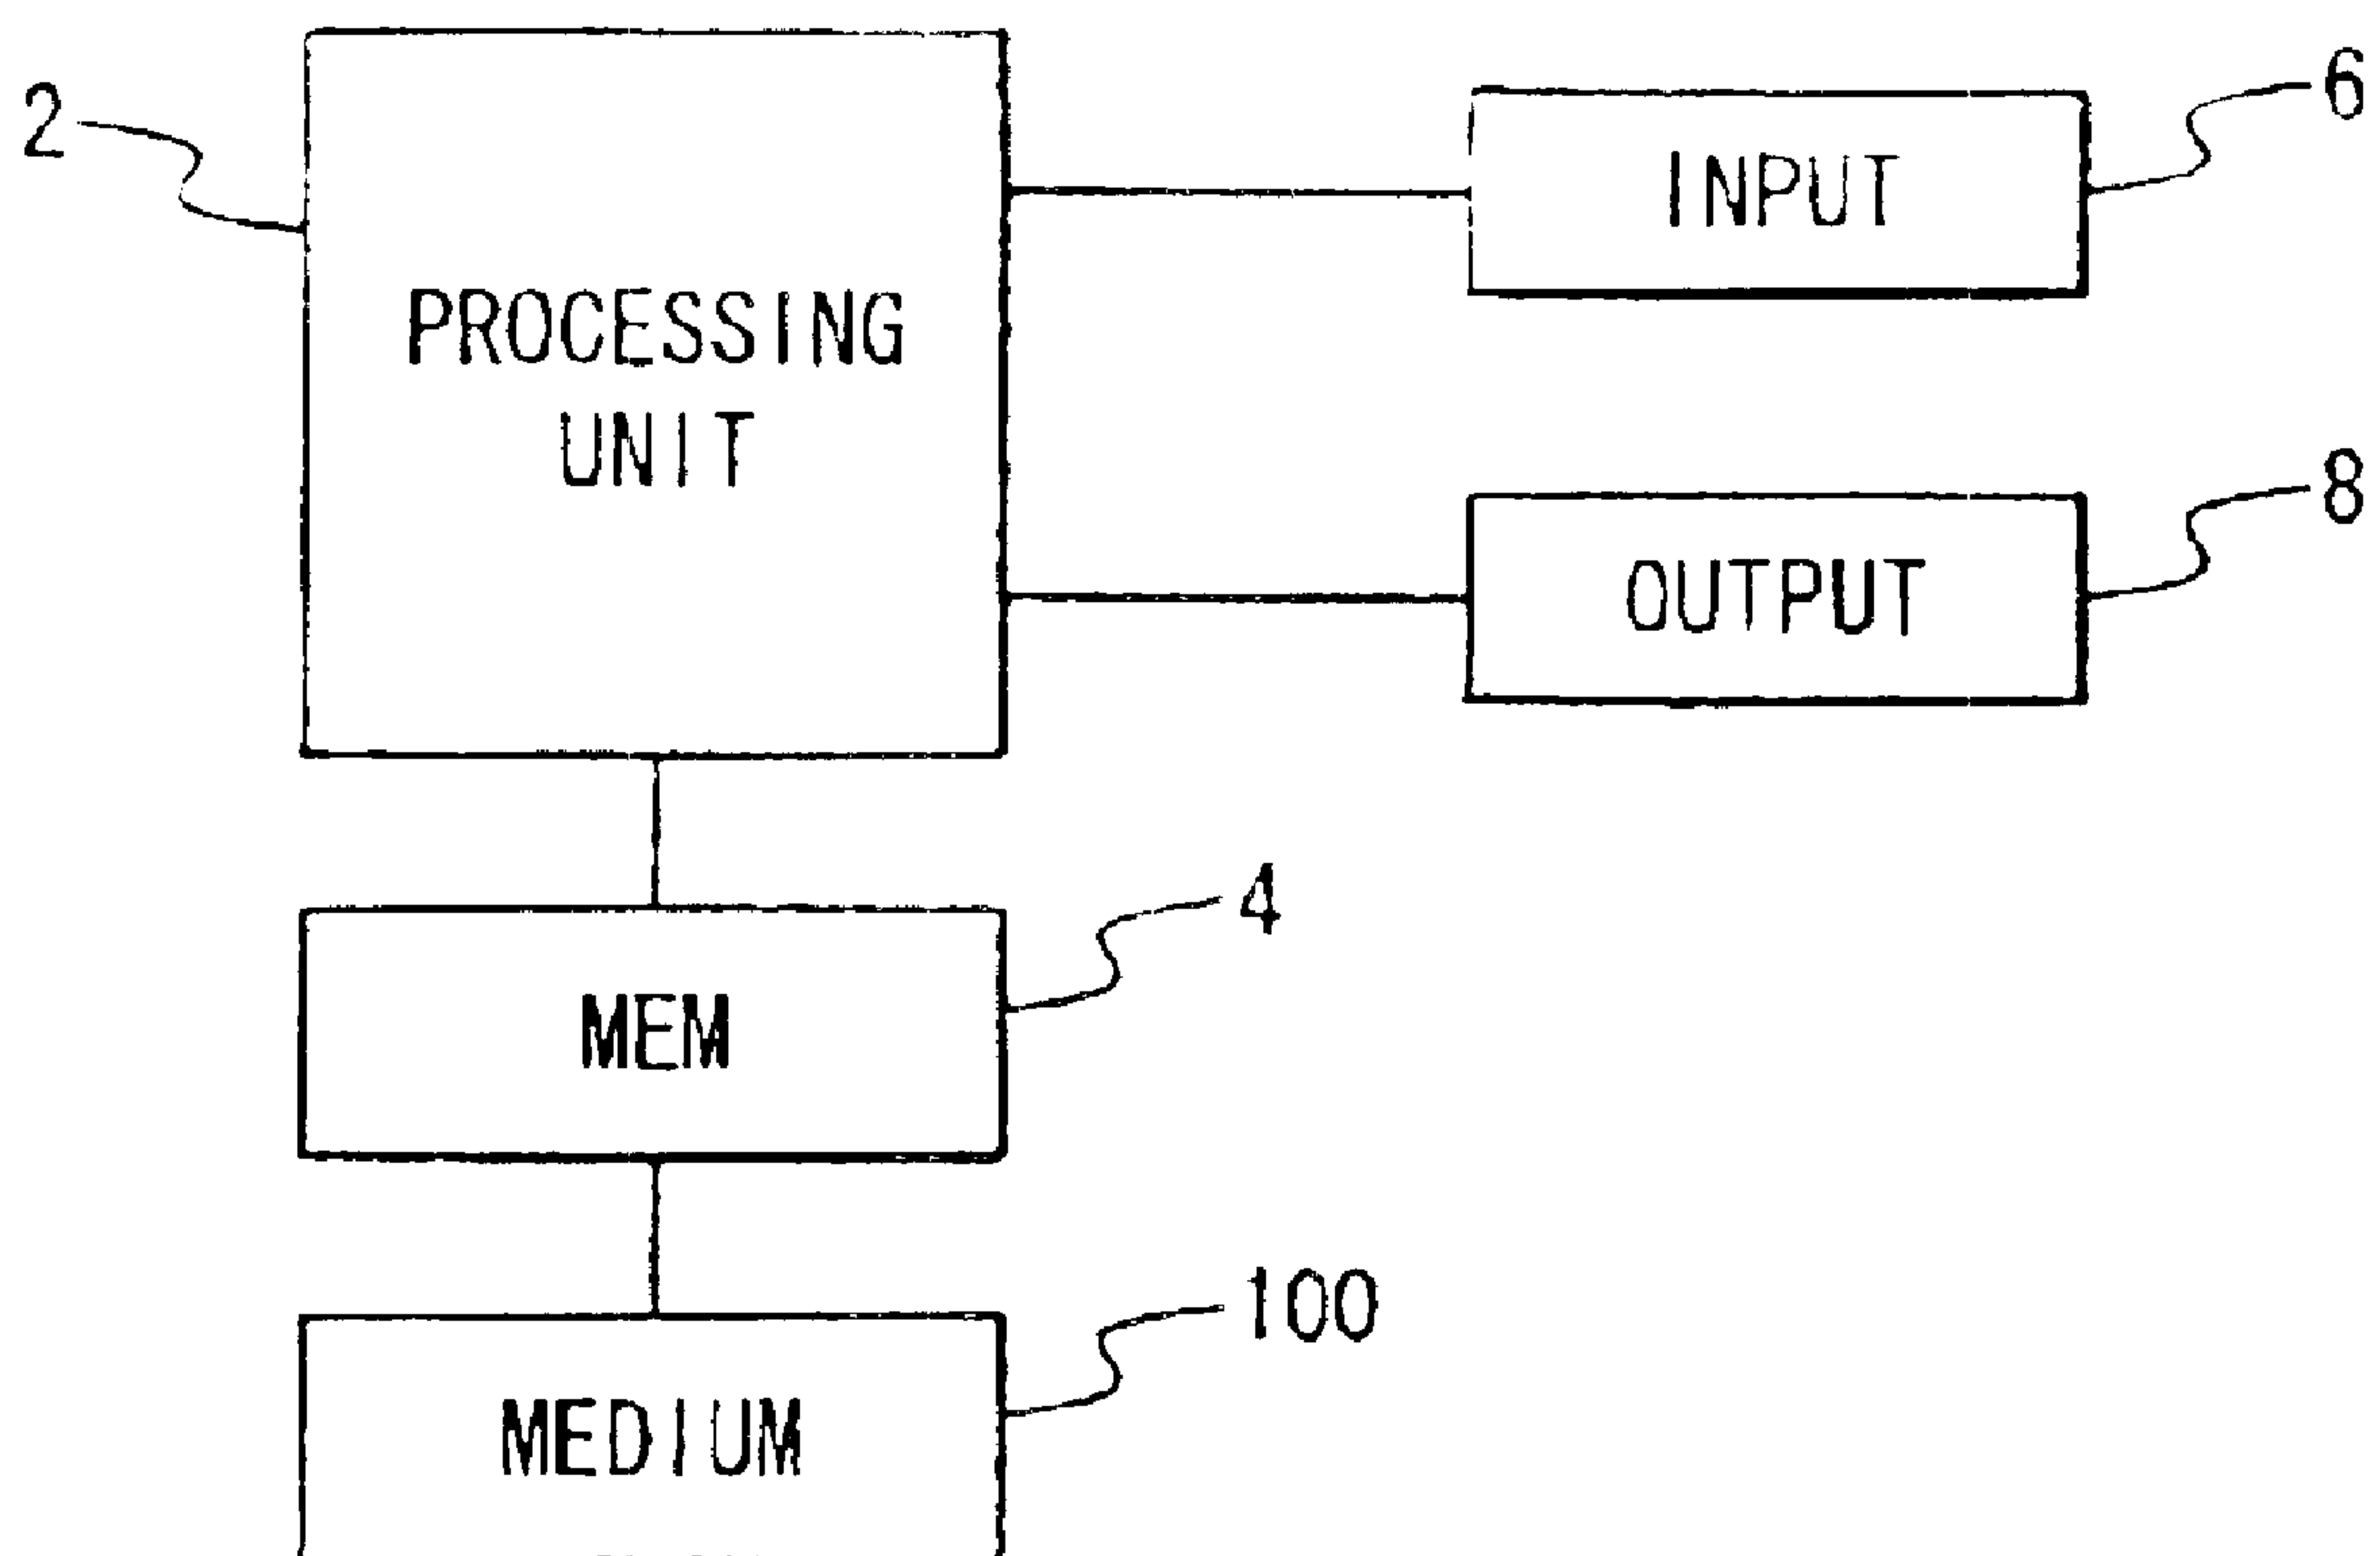 2
6
INPUT
PROCESSING
UNIT
8
OUTPUT
4
MEM
100
MEDIUM